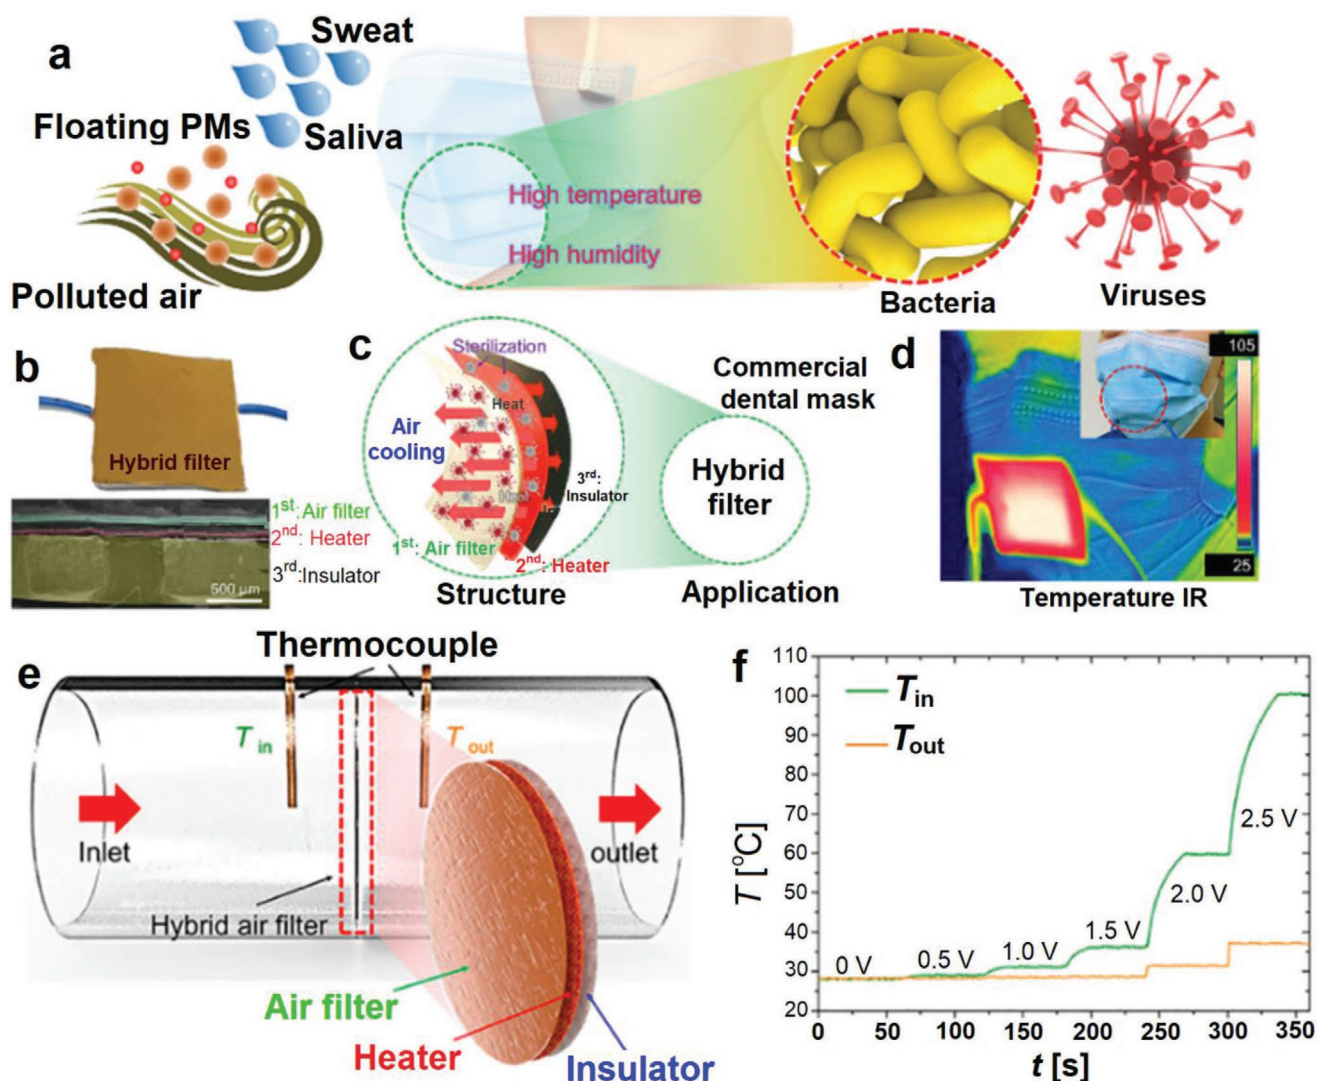 a
Sweat
Floating PMs
Saliva
Polluted air
High temperature
High humidity
Bacteria
Viruses
b
Hybrid filter
1st: Air filter
2nd: Heater
3rd:Insulator
500 µm
c
Sterilization
Heat
Air
cooling
Heat
3rd:
Insulator
1st: Air filter
2nd: Heater
Structure
Commercial
dental mask
Hybrid
filter
Application
d
105
25
Temperature IR
e
Thermocouple
T in
T out
Inlet
outlet
Hybrid air filter
Air filter
Heater
Insulator
f
110
100
90
80
70
60
50
40
30
20
T [°C]
Tin
Tout
0 V
0.5 V
1.0 V
1.5 V
2.0 V
2.5 V
0 50 100 150 200 250 300 350
t [s]